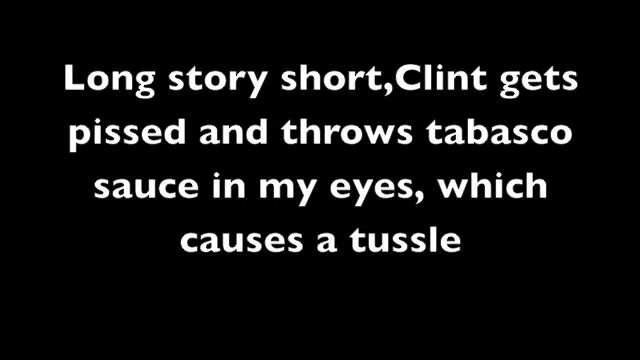 Long story short,Clint gets
pissed and throws tabasco
sauce in my eyes, which
causes a tussle